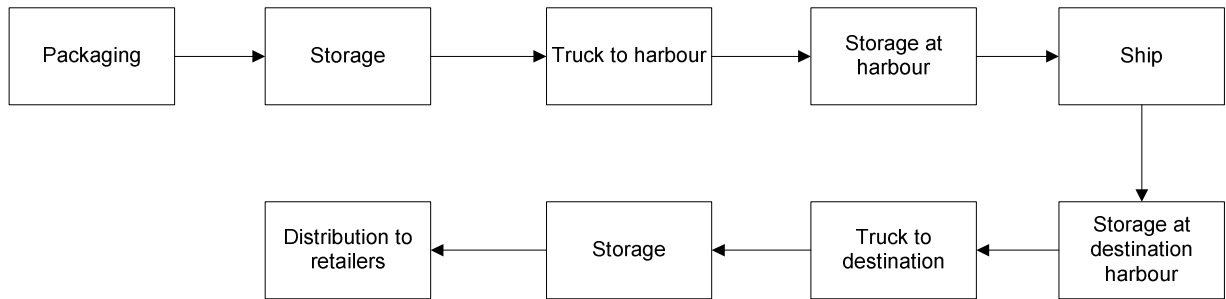 Packaging
Storage
Truck to harbour
Storage at
harbour
Ship
Storage at
destination
harbour
Truck to
destination
Storage
Distribution to
retailers